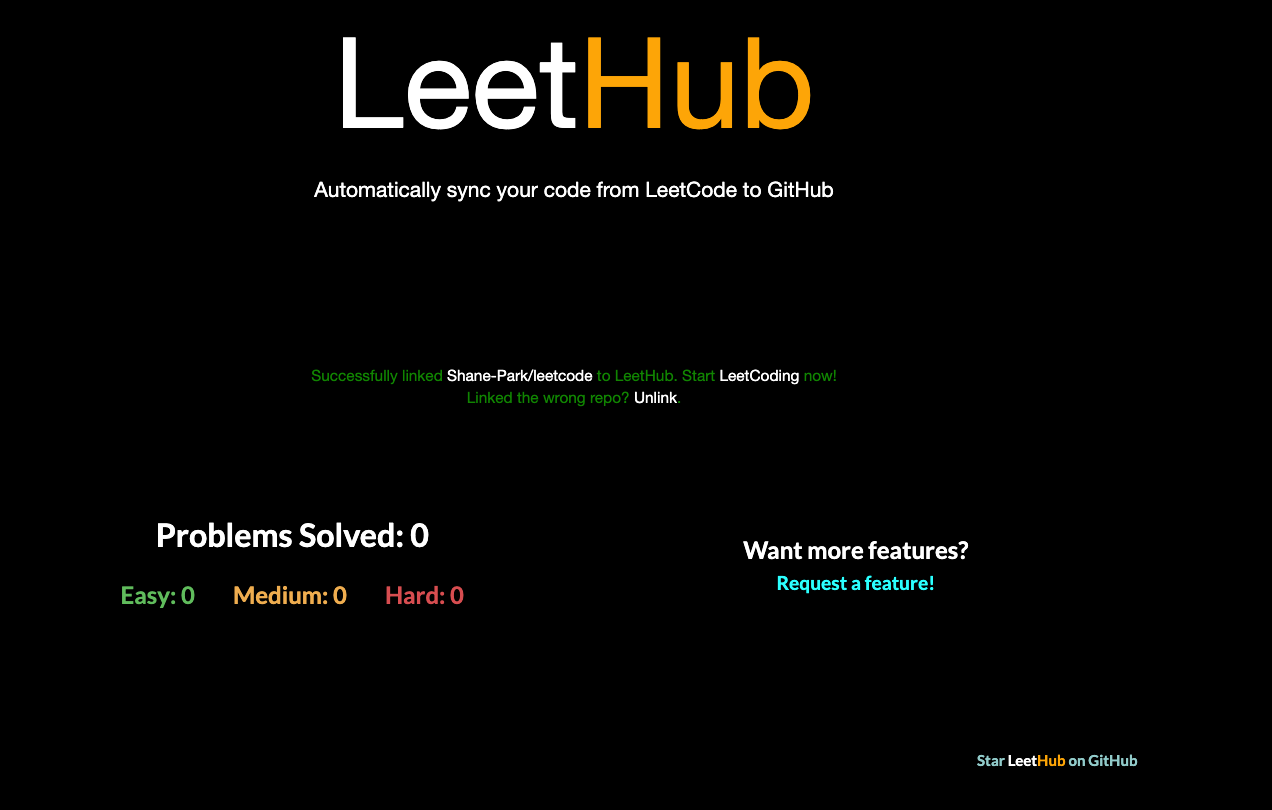 LeetHub
Automatically sync your code from LeetCode to GitHub
Successfully linked Shane-Park/leetcode to LeetHub. Start LeetCoding now!
Linked the wrong repo? Unlink.
Problems Solved: 0
Easy: 0 Medium: 0 Hard: 0
Want more features?
Request a feature!
Star LeetHub on GitHub